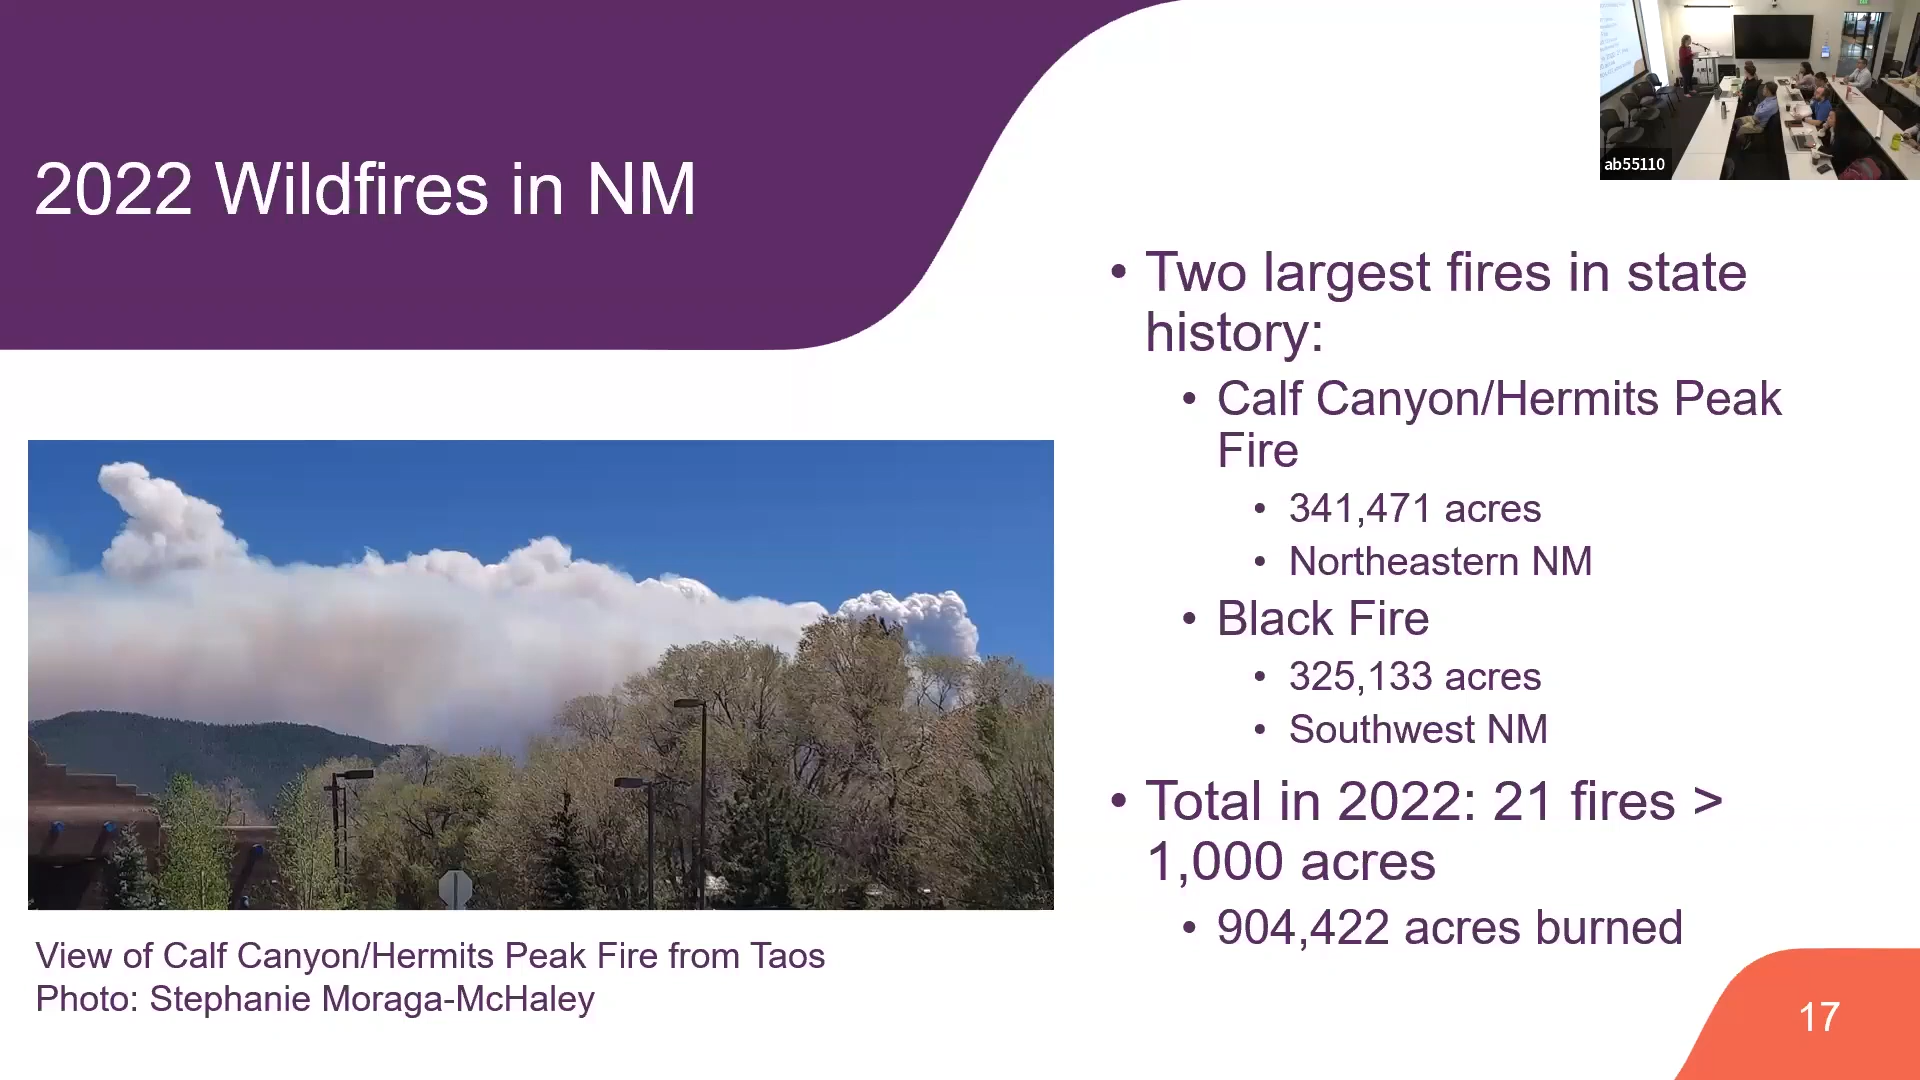 2022 Wildfires in NM
ab55110
• Two largest fires in state
history:
• Calf Canyon/Hermits Peak
Fire
• 341,471 acres
• Northeastern NM
• Black Fire
• 325,133 acres
• Southwest NM
• Total in 2022: 21 fires >
1,000 acres
• 904,422 acres burned
View of Calf Canyon/Hermits Peak Fire from Taos
Photo: Stephanie Moraga-McHaley
17